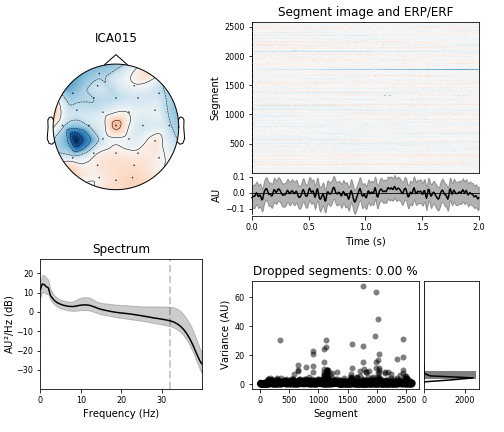 Segment image and ERP/ERF
ICA015
2500
2000
1500
1000
500
Segment
0.1
0.0
−0.1
AU
0.0 0.5 1.0 1.5 2.0
Time (s)
Spectrum
20
10
0
−10
−20
−30
AU²/Hz (dB)
0 10 20 30
Frequency (Hz)
Dropped segments: 0.00 %
60
40
20
0
Variance (AU)
0 500 1000 1500 2000 2500
Segment
0 2000